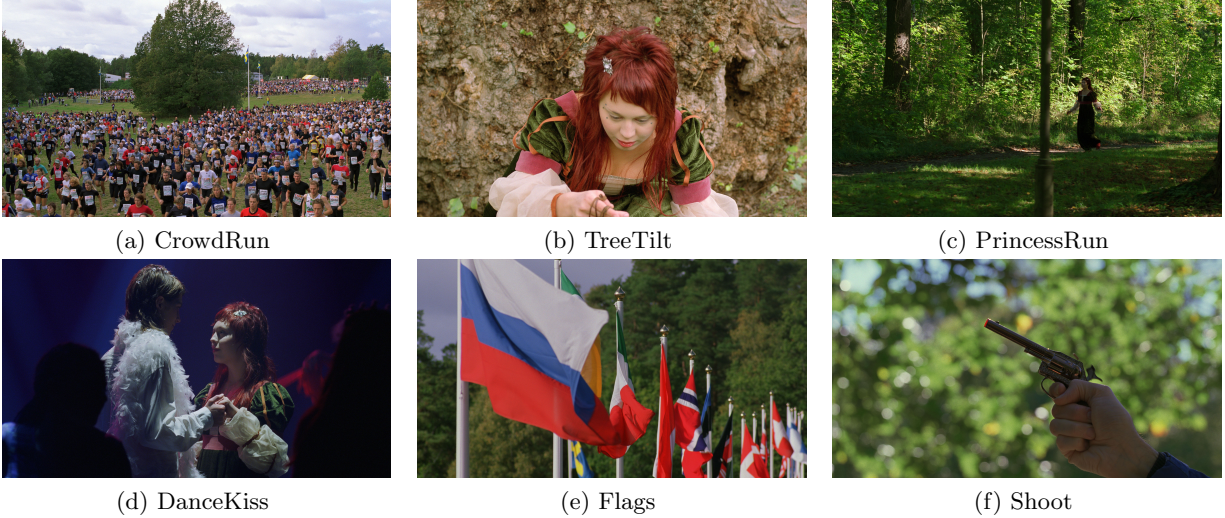 (a) CrowdRun
(b) TreeTilt
(c) PrincessRun
(d) DanceKiss
(e) Flags
(f) Shoot